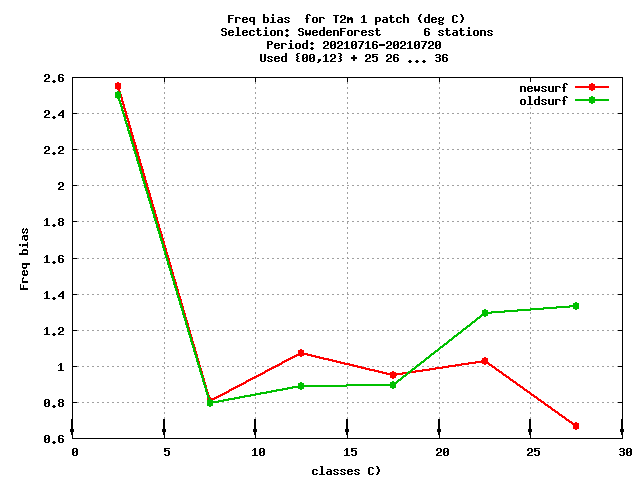 Freq bias  for T2m 1 patch (deg C)
Selection: SwedenForest      6 stations
Period: 20210716-20210720
Used {00,12} + 25 26 ... 36
newsurf
oldsurf
2.6
2.4
2.2
2
1.8
1.6
1.4
1.2
1
0.8
0.6
Freq bias
0 5 10 15 20 25 30
classes C)